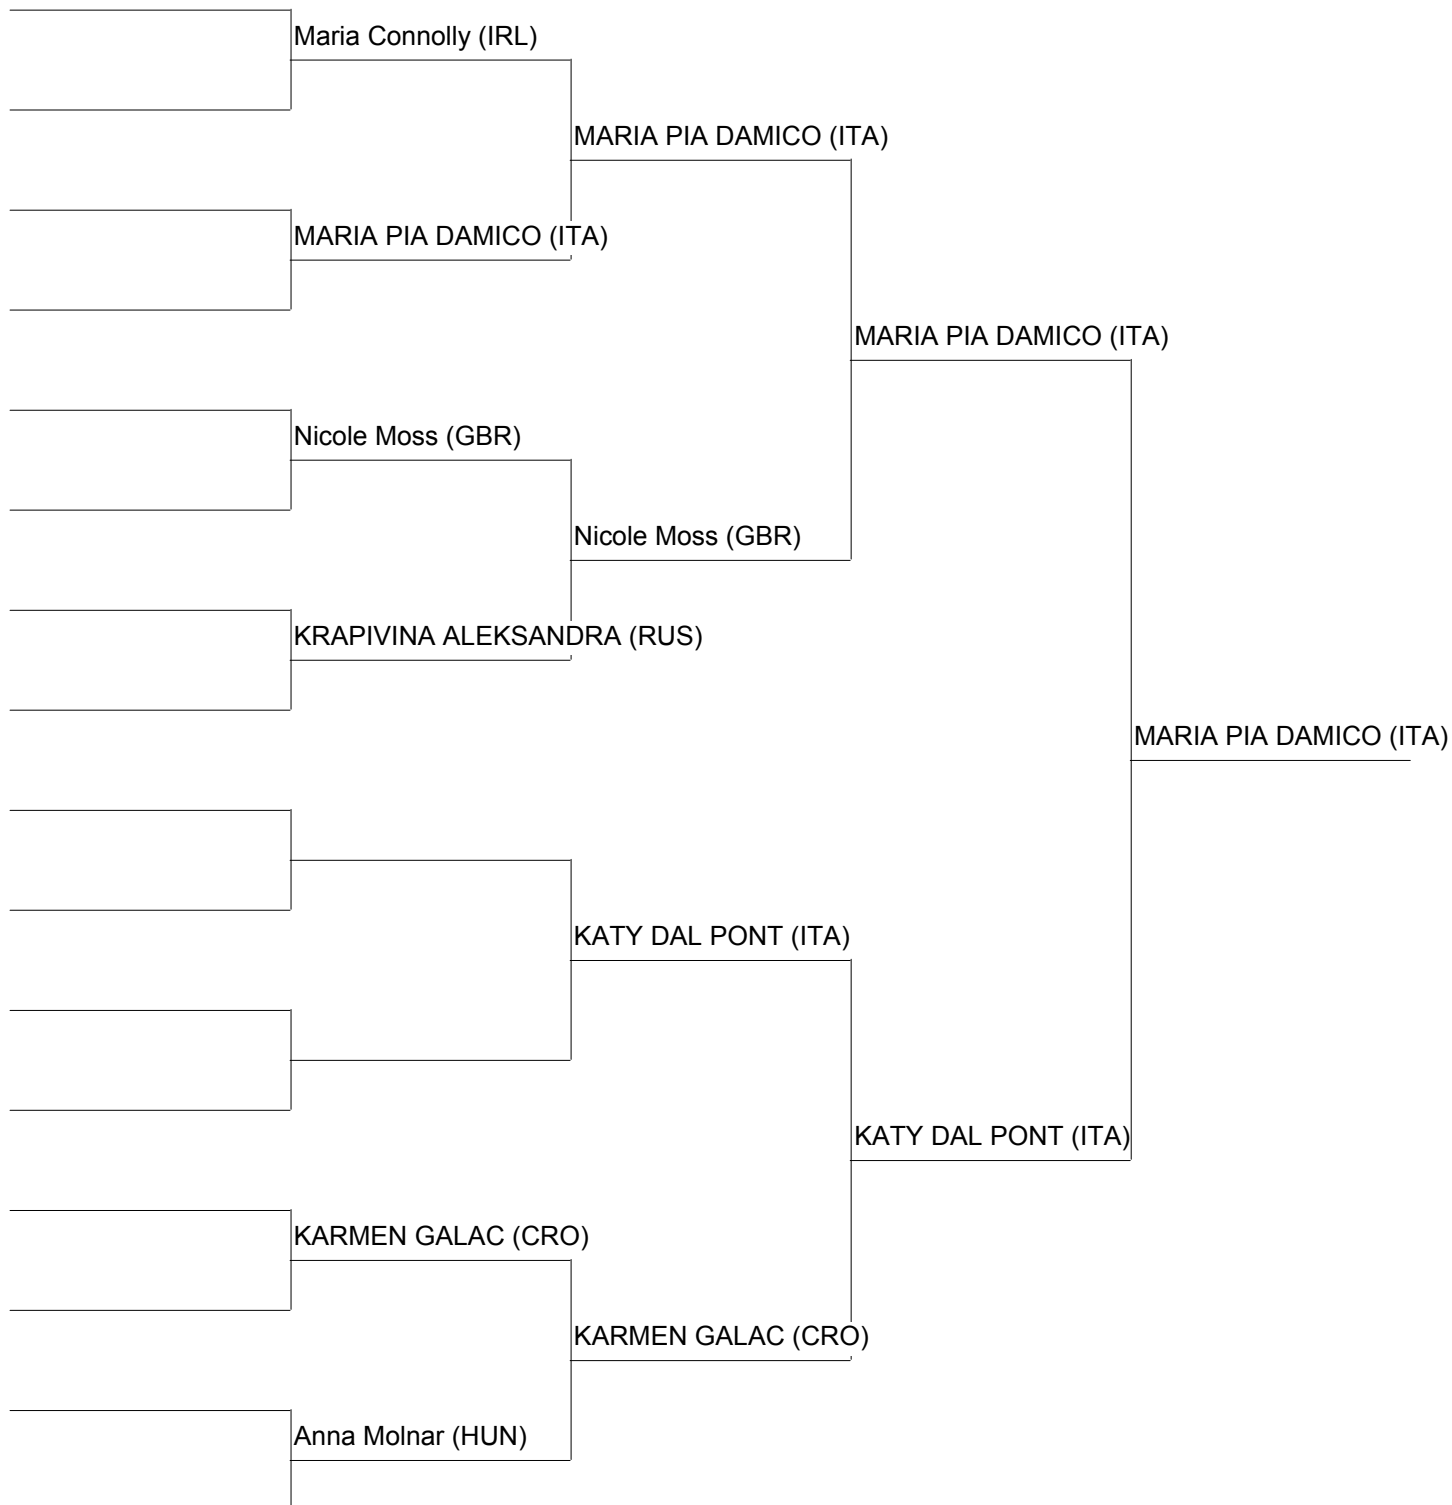 Maria Connolly (IRL)
MARIA PIA DAMICO (ITA)
MARIA PIA DAMICO (ITA)
MARIA PIA DAMICO (ITA)
Nicole Moss (GBR)
Nicole Moss (GBR)
KRAPIVINA ALEKSANDRA (RUS)
MARIA PIA DAMICO (ITA)
KATY DAL PONT (ITA)
KATY DAL PONT (ITA)
KARMEN GALAC (CRO)
KARMEN GALAC (CRO)
Anna Molnar (HUN)